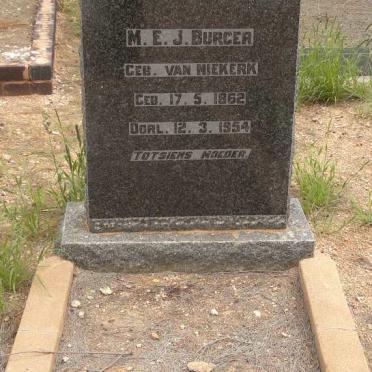 M. E. J. BURGER
GEB. VAN NIEKERK
GEB. 17. 5. 1862
OORL. 12. 3. 1954
TOTSIENS MOEDER